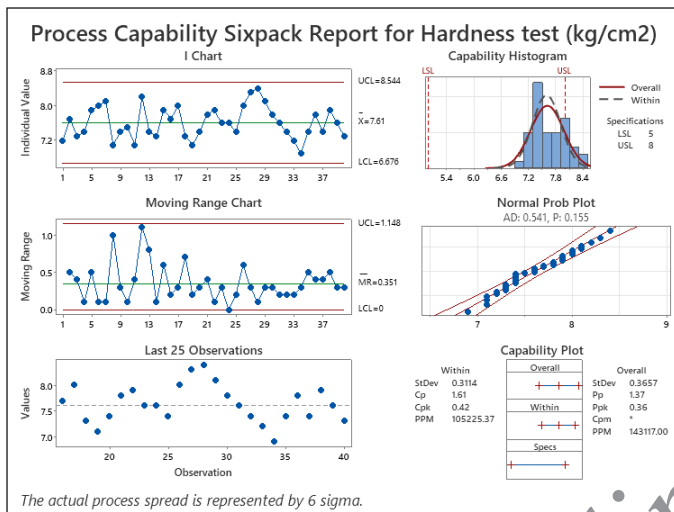 Process Capability Sixpack Report for Hardness test (kg/cm2)
I Chart
Individual Value
8.8
8.0
7.2
UCL=8.544
X=7.61
LCL=6.676
1 5 9 13 17 21 25 29 33 37
Capability Histogram
LSL USL
Overall
Within
Specifications
LSL 5
USL 8
5.4 6.0 6.6 7.2 7.8 8.4
Moving Range Chart
Moving Range
1.0
0.5
0.0
UCL=1.148
MR=0.351
LCL=0
1 5 9 13 17 21 25 29 33 37
Normal Prob Plot
AD: 0.541, P: 0.155
7 8 9
Last 25 Observations
Values
8.0
7.5
7.0
20 25 30 35 40
Observation
Capability Plot
Within
StDev 0.3114
Cp 1.61
Cpk 0.42
PPM 105225.37
Overall
Within
Specs
Overall
StDev 0.3657
Pp 1.37
Ppk 0.36
Cpm *
PPM 143117.00
The actual process spread is represented by 6 sigma.